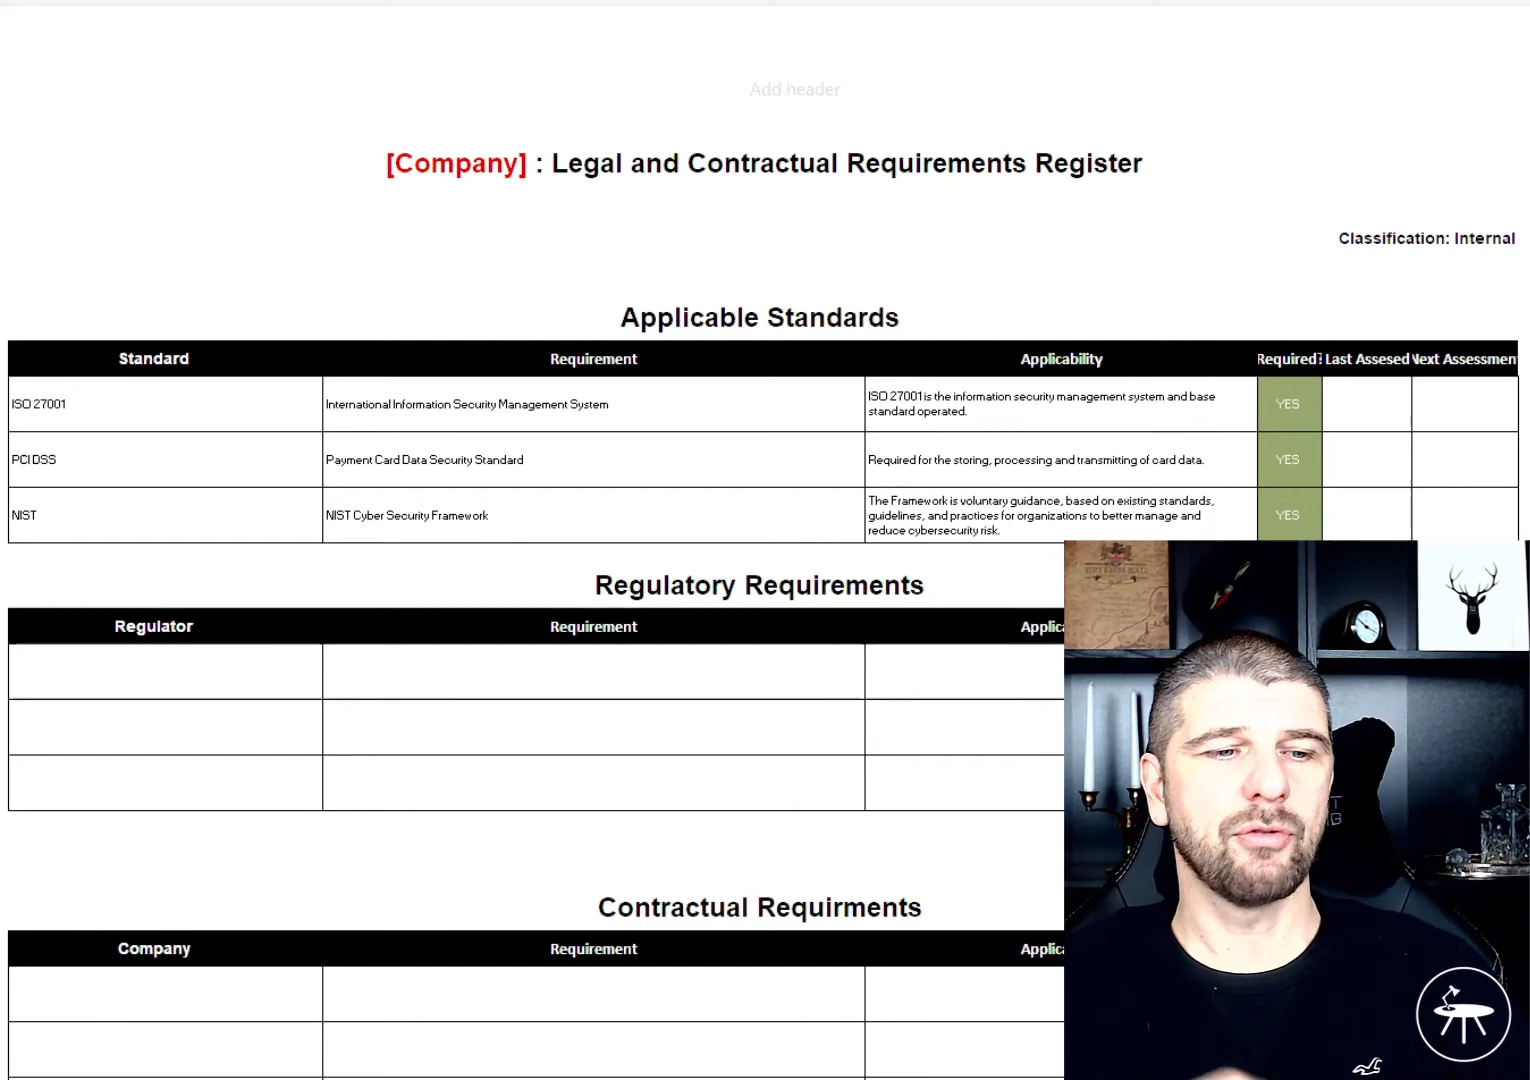 Add header
[Company] : Legal and Contractual Requirements Register
Classification: Internal
Applicable Standards
Standard Requirement Applicability Required? Last Assesed Next Assessmen
ISO 27001 International Information Security Management System ISO 27001 is the information security management system and base
standard operated. YES
PCI DSS Payment Card Data Security Standard Required for the storing, processing and transmitting of card data. YES
NIST NIST Cyber Security Framework The Framework is voluntary guidance, based on existing standards,
guidelines, and practices for organizations to better manage and
reduce cybersecurity risk. YES
Regulatory Requirements
Regulator Requirement Applica
Contractual Requirments
Company Requirement Applica